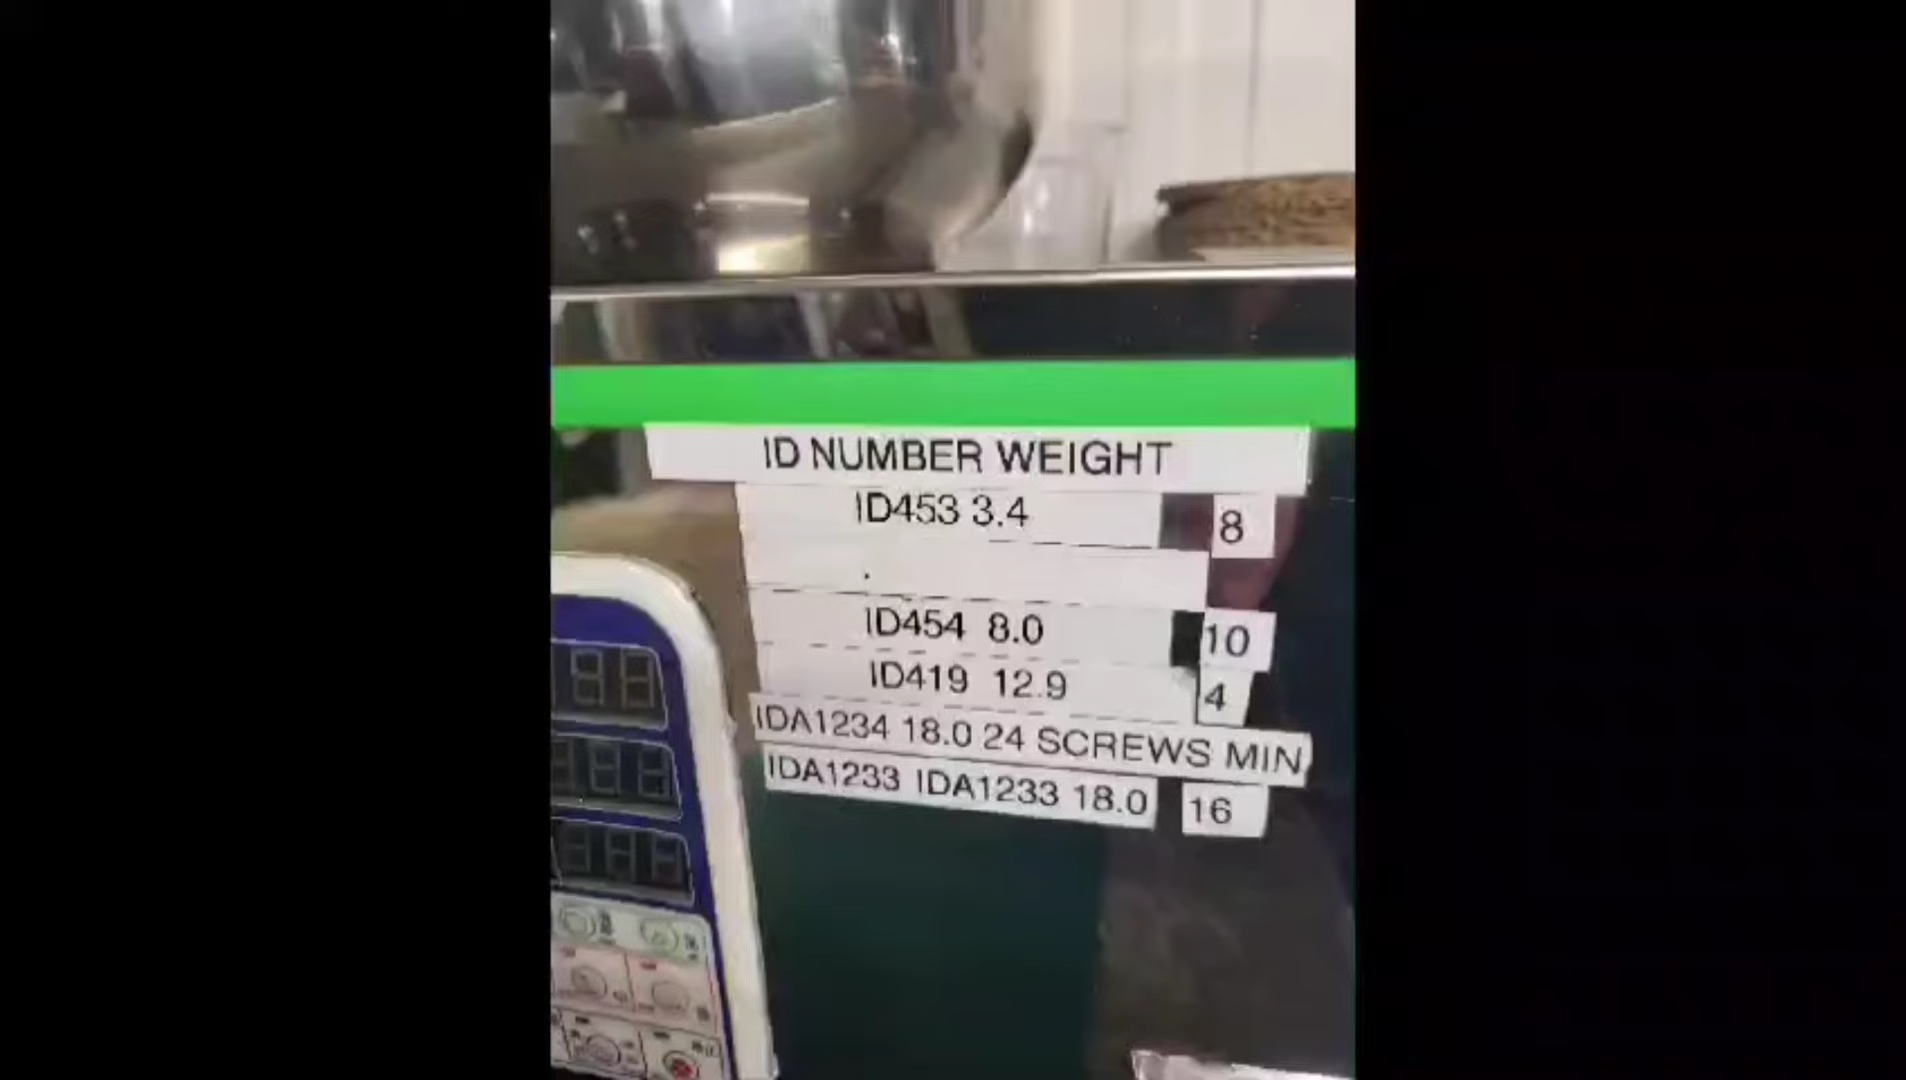 ID NUMBER WEIGHT
ID453 3.4 8
.
ID454 8.0 10
ID419 12.9 4
IDA1234 18.0 24 SCREWS MIN
IDA1233 IDA1233 18.0 16